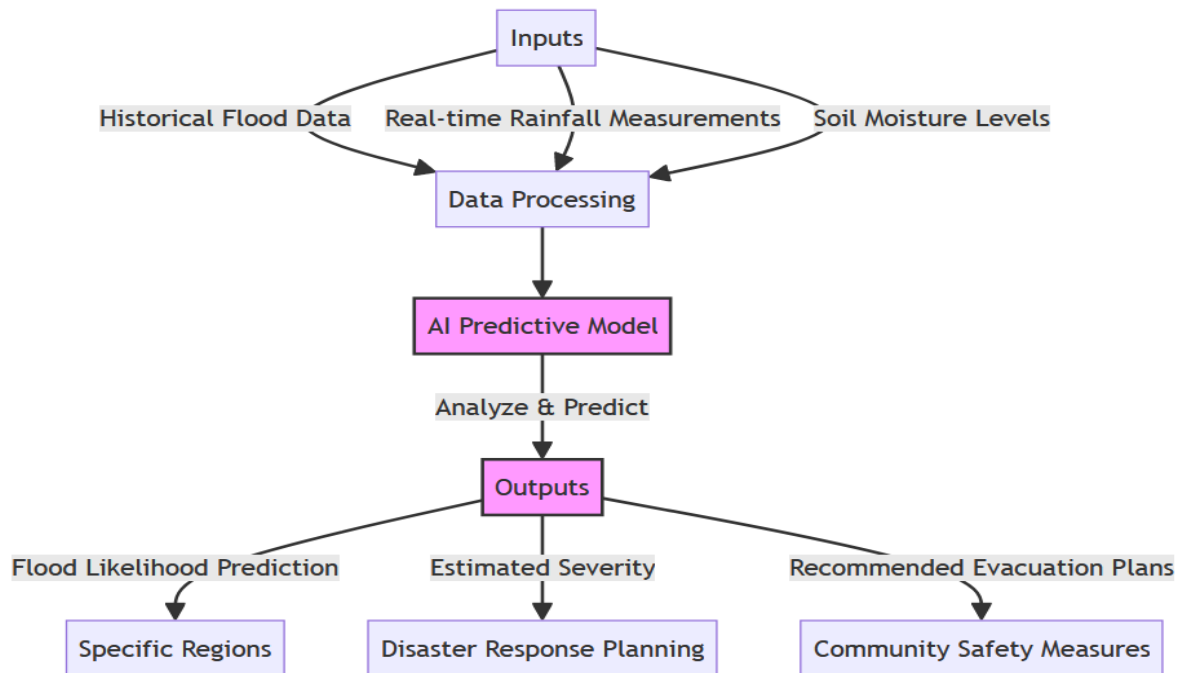 Inputs
Historical Flood Data
Real-time Rainfall Measurements
Soil Moisture Levels
Data Processing
AI Predictive Model
Analyze & Predict
Outputs
Flood Likelihood Prediction
Estimated Severity
Recommended Evacuation Plans
Specific Regions
Disaster Response Planning
Community Safety Measures